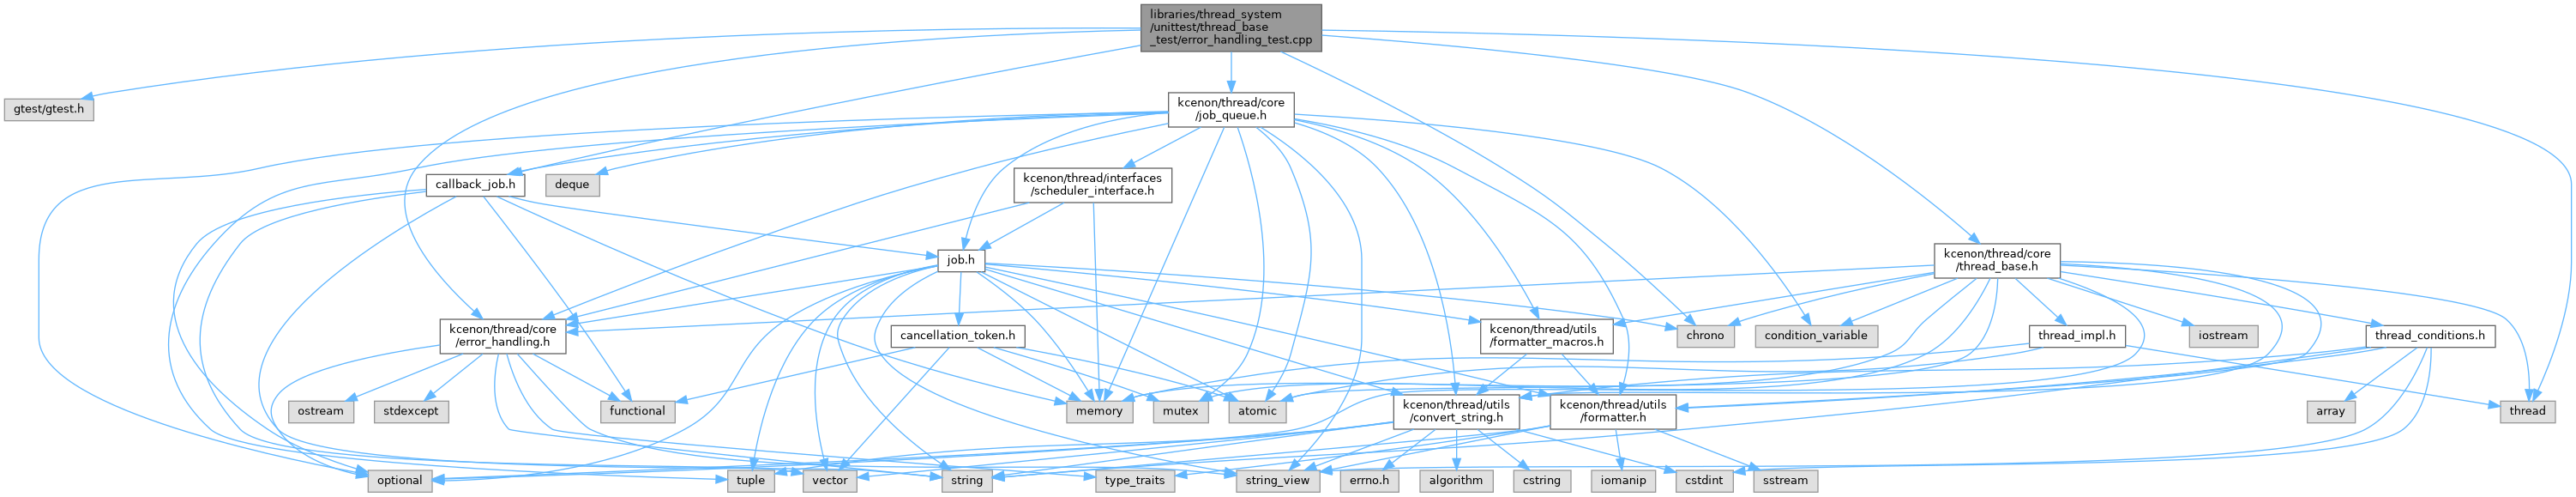 libraries/thread_system
/unittest/thread_base
_test/error_handling_test.cpp
gtest/gtest.h
kcenon/thread/core
/job_queue.h
callback_job.h
deque
kcenon/thread/interfaces
/scheduler_interface.h
job.h
kcenon/thread/core
/thread_base.h
kcenon/thread/core
/error_handling.h
cancellation_token.h
kcenon/thread/utils
/formatter_macros.h
chrono
condition_variable
thread_impl.h
iostream
thread_conditions.h
ostream
stdexcept
functional
memory
mutex
atomic
kcenon/thread/utils
/convert_string.h
kcenon/thread/utils
/formatter.h
array
thread
optional
tuple
vector
string
type_traits
string_view
errno.h
algorithm
cstring
iomanip
cstdint
sstream